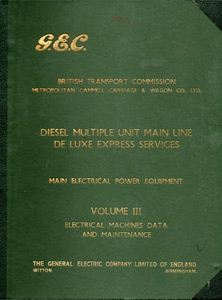 G.E.C.
BRITISH TRANSPORT COMMISSION
METROPOLITAN CAMMELL CARRIAGE & WAGON CO. LTD.
DIESEL MULTIPLE UNIT MAIN LINE
DE LUXE EXPRESS SERVICES
MAIN ELECTRICAL POWER EQUIPMENT
VOLUME III
ELECTRICAL MACHINES DATA
AND MAINTENANCE
THE GENERAL ELECTRIC COMPANY LIMITED OF ENGLAND
WITTON, BIRMINGHAM.